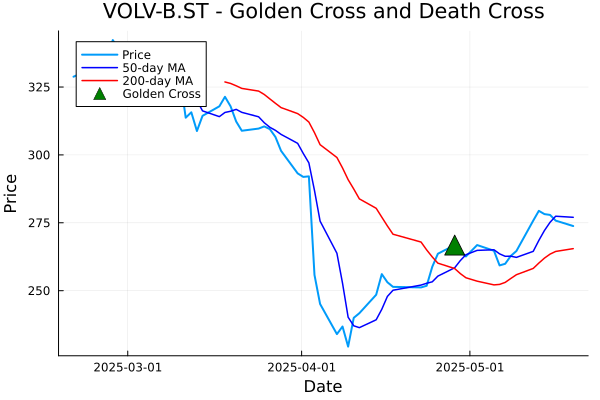 VOLV-B.ST - Golden Cross and Death Cross
Price
50-day MA
200-day MA
Golden Cross
325
300
275
250
Price
2025-03-01
2025-04-01
2025-05-01
Date